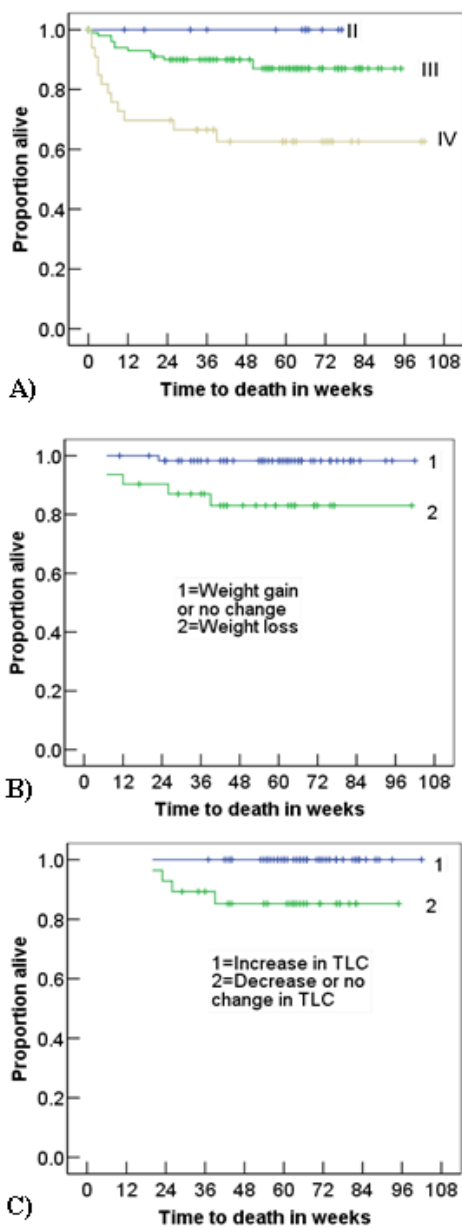 Proportion alive
1.0
0.8
0.6
0.4
0.2
0.0
II
III
IV
0 12 24 36 48 60 72 84 96 108
Time to death in weeks
A)
Proportion alive
1.0
0.8
0.6
0.4
0.2
0.0
1
2
1=Weight gain
or no change
2=Weight loss
0 12 24 36 48 60 72 84 96 108
Time to death in weeks
B)
Proportion alive
1.0
0.8
0.6
0.4
0.2
0.0
1
2
1=Increase in TLC
2=Decrease or no
change in TLC
0 12 24 36 48 60 72 84 96 108
Time to death in weeks
C)